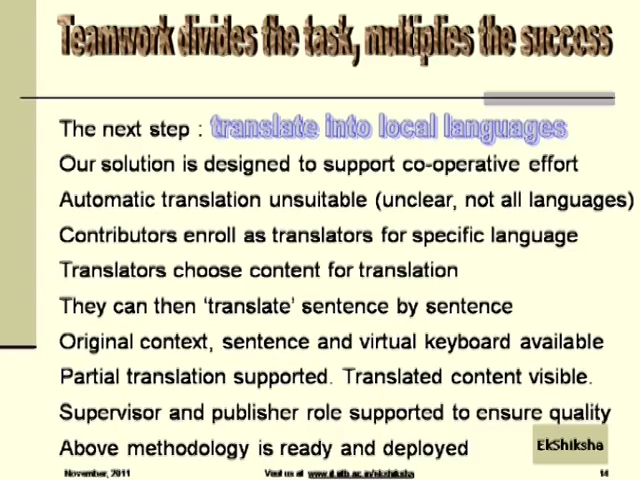 Teamwork divides the task, multiplies the success
The next step : translate into local languages
Our solution is designed to support co-operative effort
Automatic translation unsuitable (unclear, not all languages)
Contributors enroll as translators for specific language
Translators choose content for translation
They can then ‘translate’ sentence by sentence
Original context, sentence and virtual keyboard available
Partial translation supported. Translated content visible.
Supervisor and publisher role supported to ensure quality
Above methodology is ready and deployed
EkShiksha
November, 2011 Visit us at 14